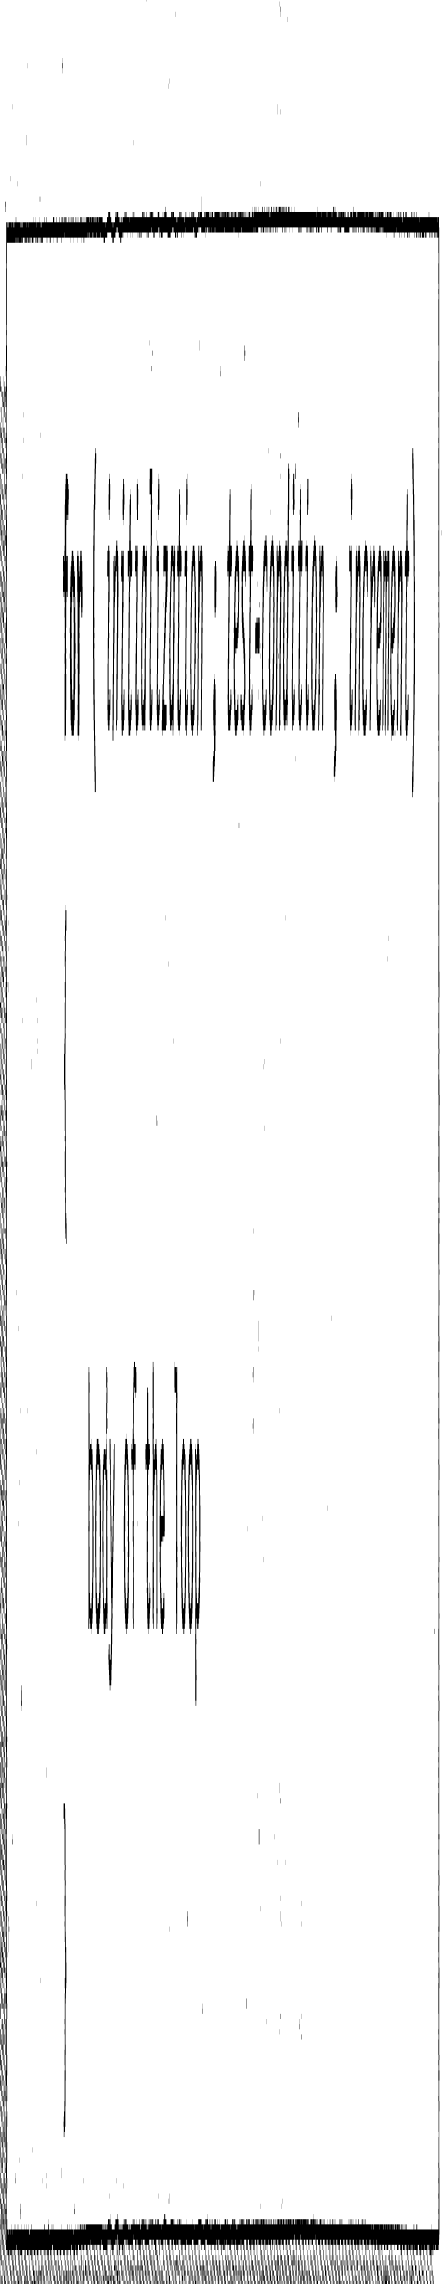 for ( initialization ; test-condition ; increment )
{
body of the loop
}